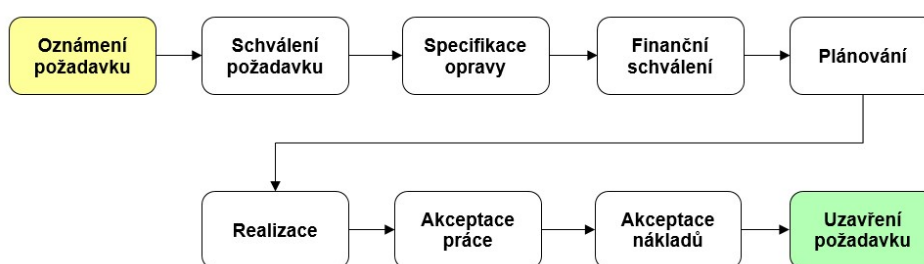 Oznámení
požadavku
Schválení
požadavku
Specifikace
opravy
Finanční
schválení
Plánování
Realizace
Akceptace
práce
Akceptace
nákladů
Uzavření
požadavku